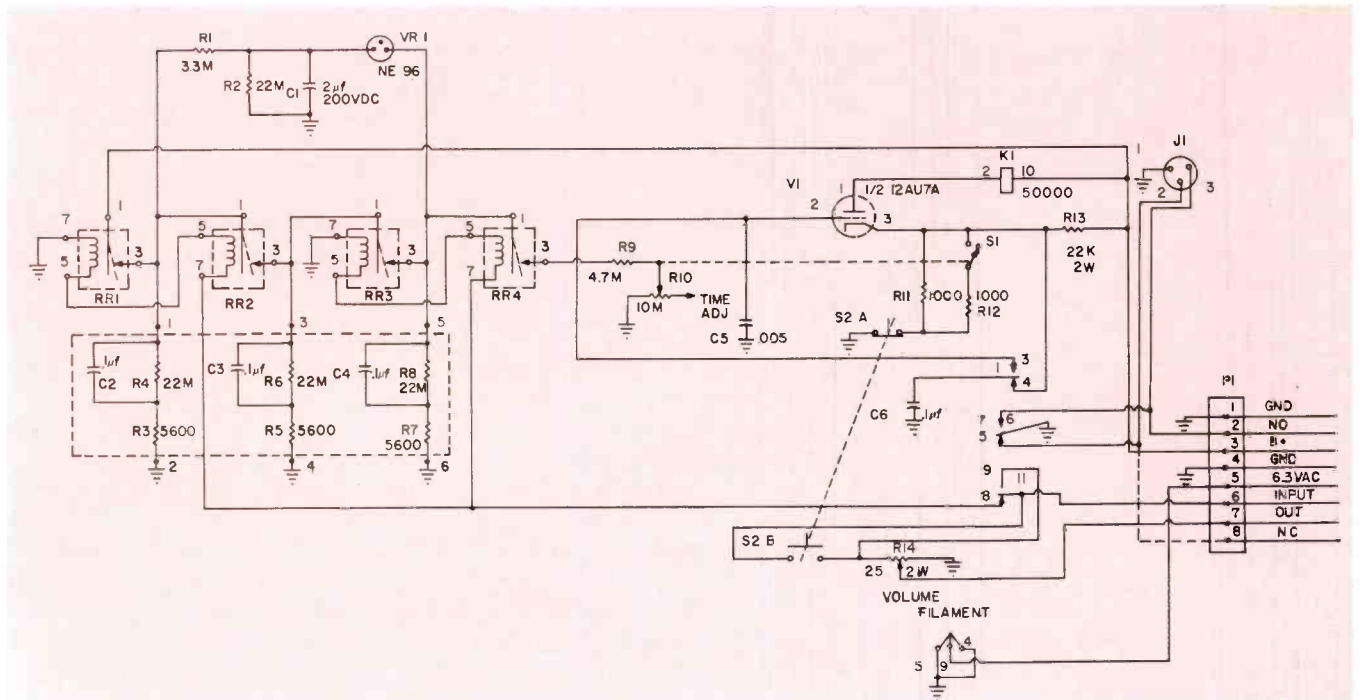 R1
3.3M
VR 1
NE 96
R2
22M
C1
2μf
200VDC
J1
1
2
3
K1
2
10
50000
V1
1/2 12AU7A
1
2
3
R13
22K
2W
S1
7
5
1
3
RR1
5
7
1
3
RR2
7
5
1
3
RR3
5
7
1
3
RR4
R9
4.7M
R10
10M
TIME
ADJ
C5
.005
R11
1000
1000
R12
S2 A
1
3
5
.1μf
C2
R4
22M
R3
5600
2
C3
.1μf
R6
22M
R5
5600
4
C4
.1μf
R8
22M
R7
5600
6
3
1
4
C6
.1μf
7
6
5
9
11
8
S2 B
R14
25
2W
VOLUME
FILAMENT
4
5
9
P1
1
GND
2
NO
3
B+
4
GND
5
6.3VAC
6
INPUT
7
OUT
8
NC